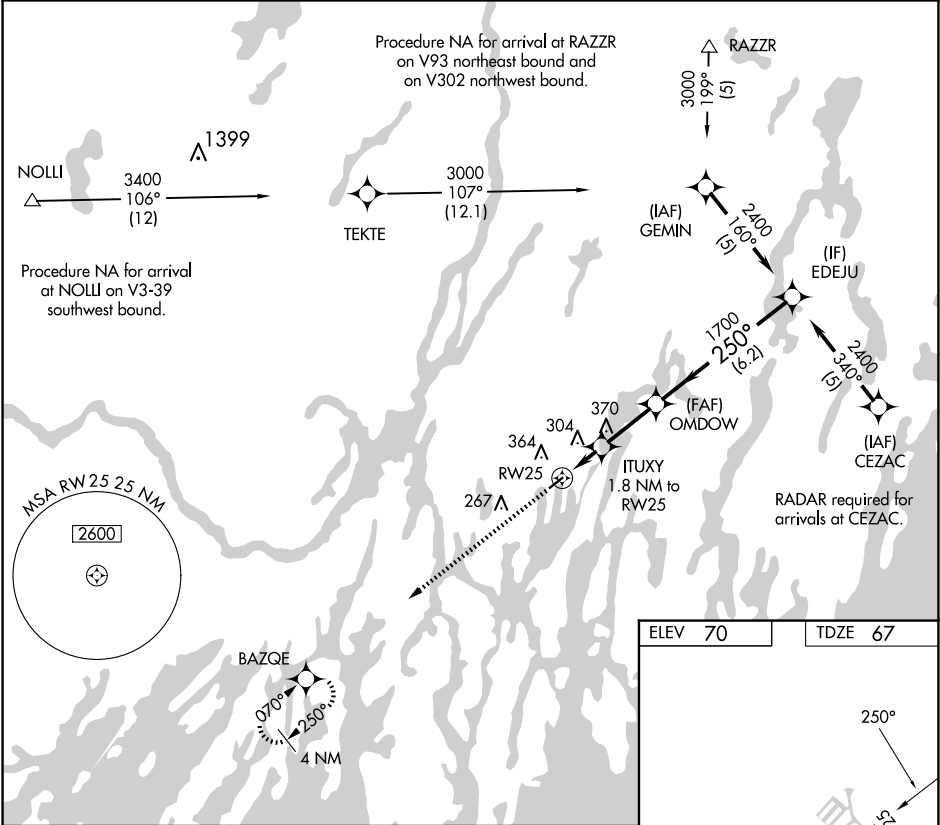 Procedure NA for arrival at RAZZR
on V93 northeast bound and
on V302 northwest bound.
RAZZR
3000
199°
(5)
1399
NOLLI
3400
106°
(12)
3000
107°
(12.1)
TEKTE
(IAF)
GEMIN
2400
160°
(5)
(IF)
EDEJU
Procedure NA for arrival
at NOLLI on V3-39
southwest bound.
1700
250°
(6.2)
2400
340°
(5)
(FAF)
OMDOW
(IAF)
CEZAC
370
304
364
RW25
ITUXY
1.8 NM to
RW25
267
RADAR required for
arrivals at CEZAC.
MSA RW25 25 NM
2600
BAZQE
070°
250°
4 NM
ELEV 70
TDZE 67
250°
25